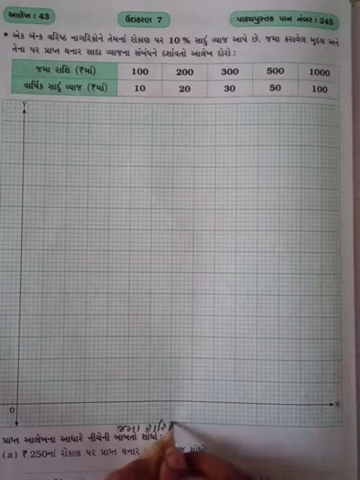 આલેખ : 43 ઉદાહરણ 7 પાઠ્યપુસ્તક પાન નંબર : 245
• એક બૅન્ક વરિષ્ઠ નાગરિકોને તેમનાં રોકાણ પર 10 % સાદું વ્યાજ આપે છે. જમા કરાવેલ મુદ્દલ અને
તેના પર પ્રાપ્ત થનાર સાદા વ્યાજના સંબંધને દર્શાવતો આલેખ દોરો :
જમા રાશિ (₹માં) 100 200 300 500 1000
વાર્ષિક સાદું વ્યાજ (₹માં) 10 20 30 50 100
Y
O X
જમા રાશિ
પ્રાપ્ત આલેખના આધારે નીચેની બાબતો શોધો :
(a) ₹ 250નાં રોકાણ પર પ્રાપ્ત થનાર